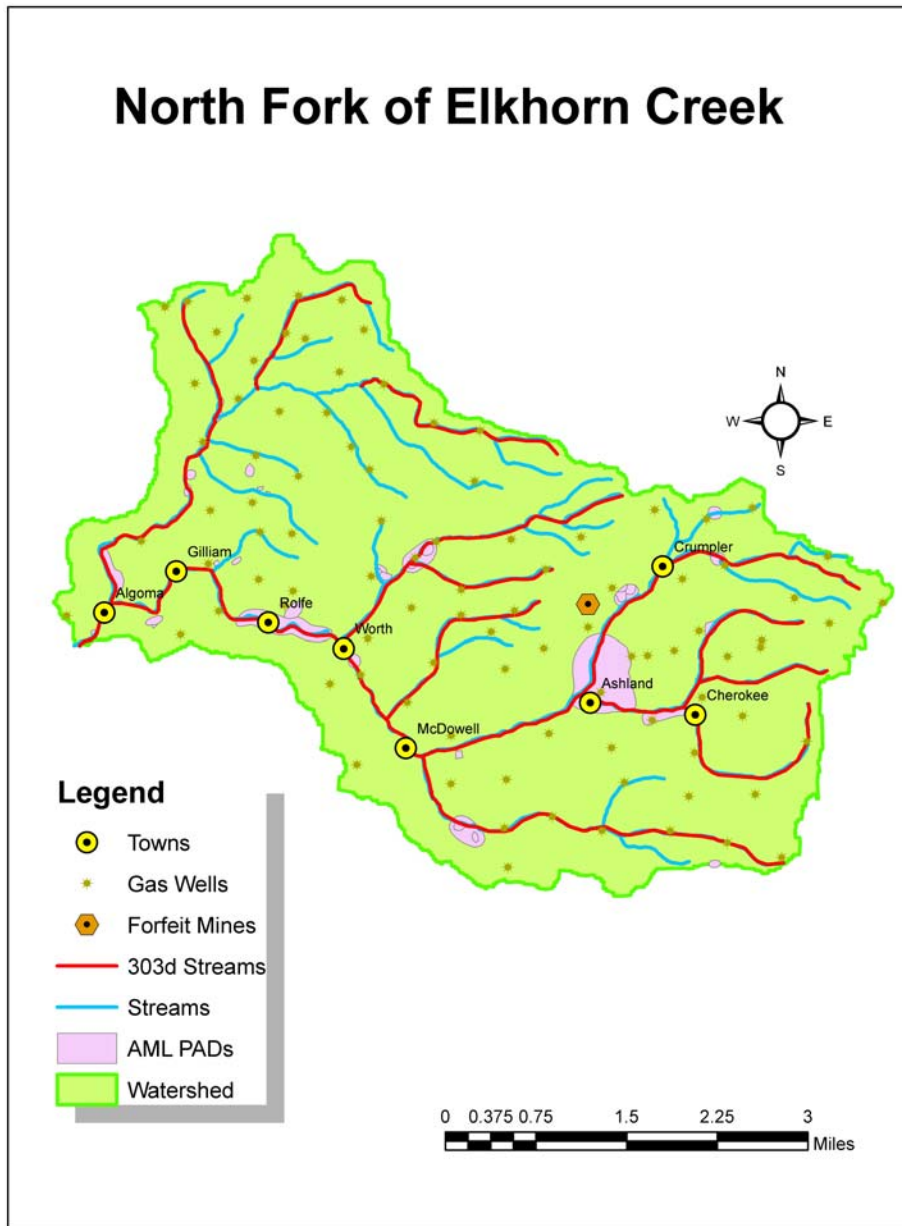 North Fork of Elkhorn Creek
N
W E
S
Crumpler
Gilliam
Algoma
Rolfe
Worth
Ashland
Cherokee
McDowell
Legend
Towns
Gas Wells
Forfeit Mines
303d Streams
Streams
AML PADs
Watershed
0 0.375 0.75 1.5 2.25 3
Miles